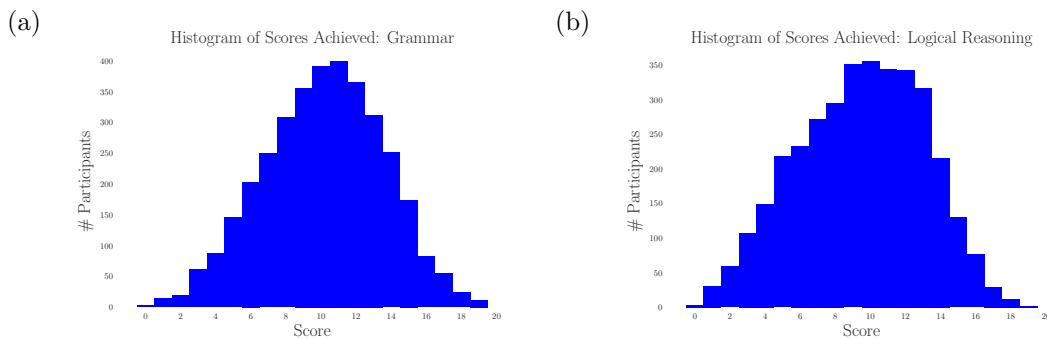 (a)
Histogram of Scores Achieved: Grammar
# Participants
400
350
300
250
200
150
100
50
0
0 2 4 6 8 10 12 14 16 18 20
Score
(b)
Histogram of Scores Achieved: Logical Reasoning
# Participants
350
300
250
200
150
100
50
0
0 2 4 6 8 10 12 14 16 18 20
Score